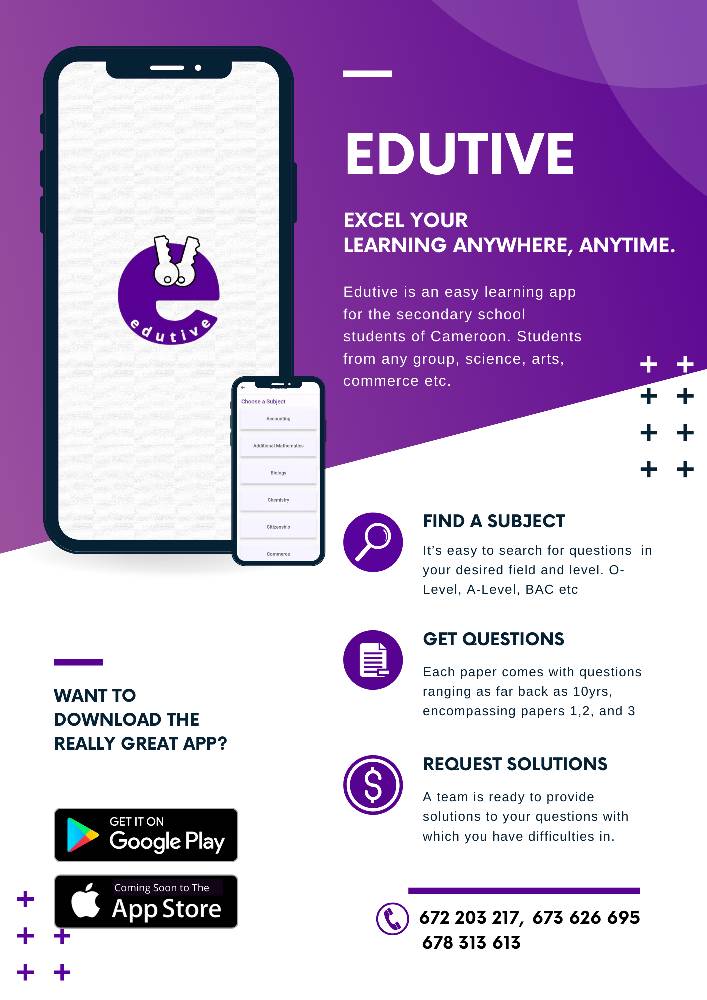 EDUTIVE
EXCEL YOUR
LEARNING ANYWHERE, ANYTIME.
Edutive is an easy learning app
for the secondary school
students of Cameroon. Students
from any group, science, arts,
commerce etc.
edutive
Choose a Subject
Accounting
Additional Mathematics
Biology
Chemistry
Citizenship
Commerce
FIND A SUBJECT
It's easy to search for questions in
your desired field and level. O-
Level, A-Level, BAC etc
GET QUESTIONS
Each paper comes with questions
ranging as far back as 10yrs,
encompassing papers 1,2, and 3
REQUEST SOLUTIONS
A team is ready to provide
solutions to your questions with
which you have difficulties in.
WANT TO
DOWNLOAD THE
REALLY GREAT APP?
GET IT ON
Google Play
Coming Soon to The
App Store
672 203 217, 673 626 695
678 313 613